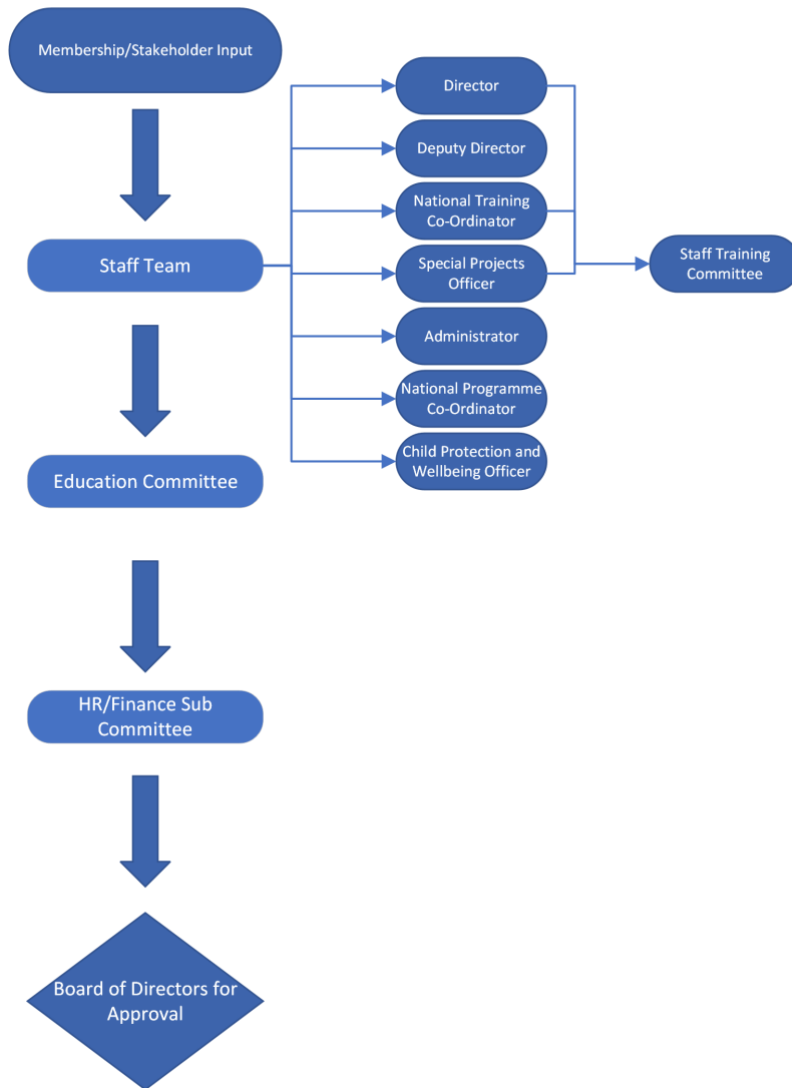 Membership/Stakeholder Input
Director
Deputy Director
National Training
Co-Ordinator
Staff Team
Special Projects
Officer
Staff Training
Committee
Administrator
National Programme
Co-Ordinator
Education Committee
Child Protection and
Wellbeing Officer
HR/Finance Sub
Committee
Board of Directors for
Approval